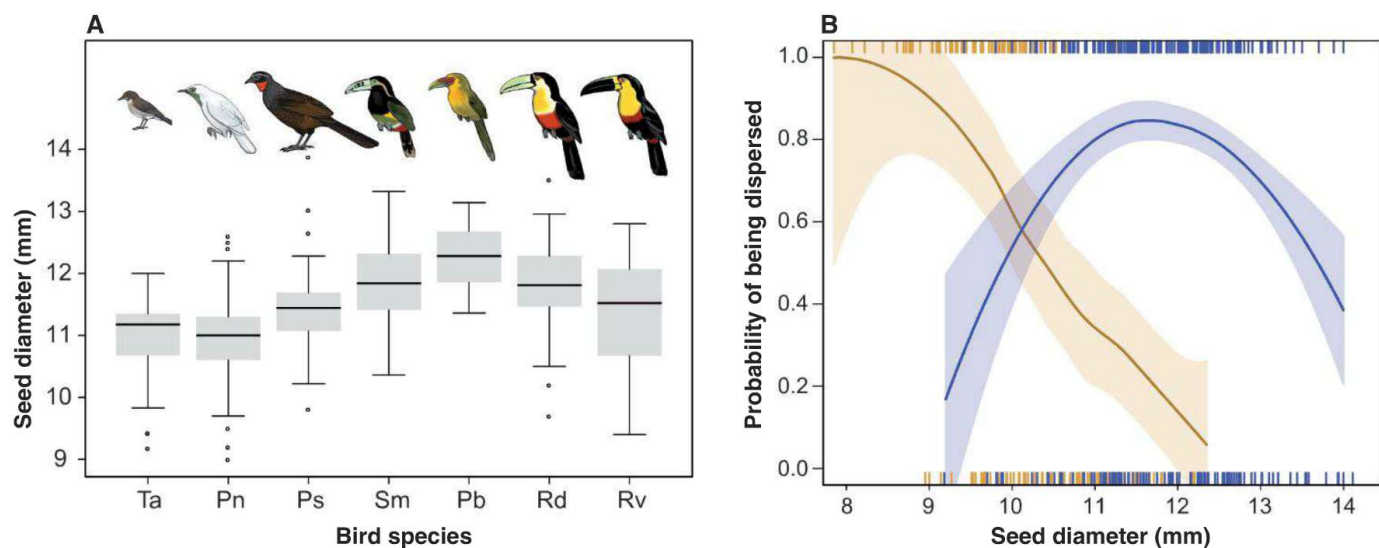 A
Seed diameter (mm)
14
13
12
11
10
9
Ta Pn Ps Sm Pb Rd Rv
Bird species
B
Probability of being dispersed
1.0
0.8
0.6
0.4
0.2
0.0
8 9 10 11 12 13 14
Seed diameter (mm)